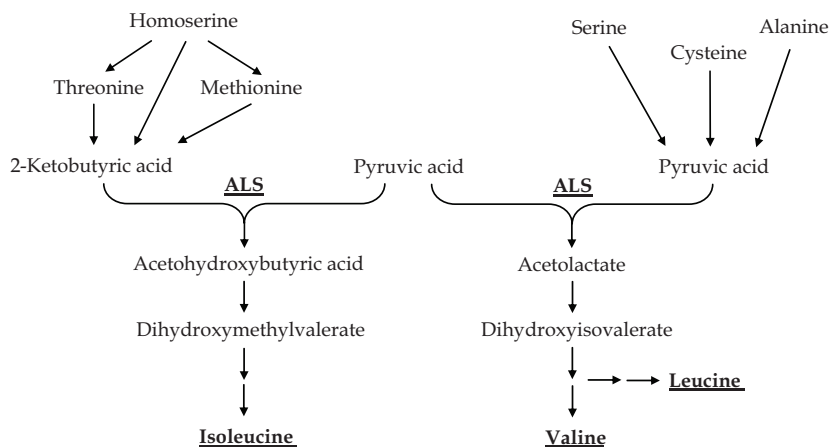 Homoserine
Serine
Alanine
Cysteine
Threonine
Methionine
2-Ketobutyric acid
Pyruvic acid
Pyruvic acid
ALS
ALS
Acetohydroxybutyric acid
Acetolactate
Dihydroxymethylvalerate
Dihydroxyisovalerate
Leucine
Isoleucine
Valine